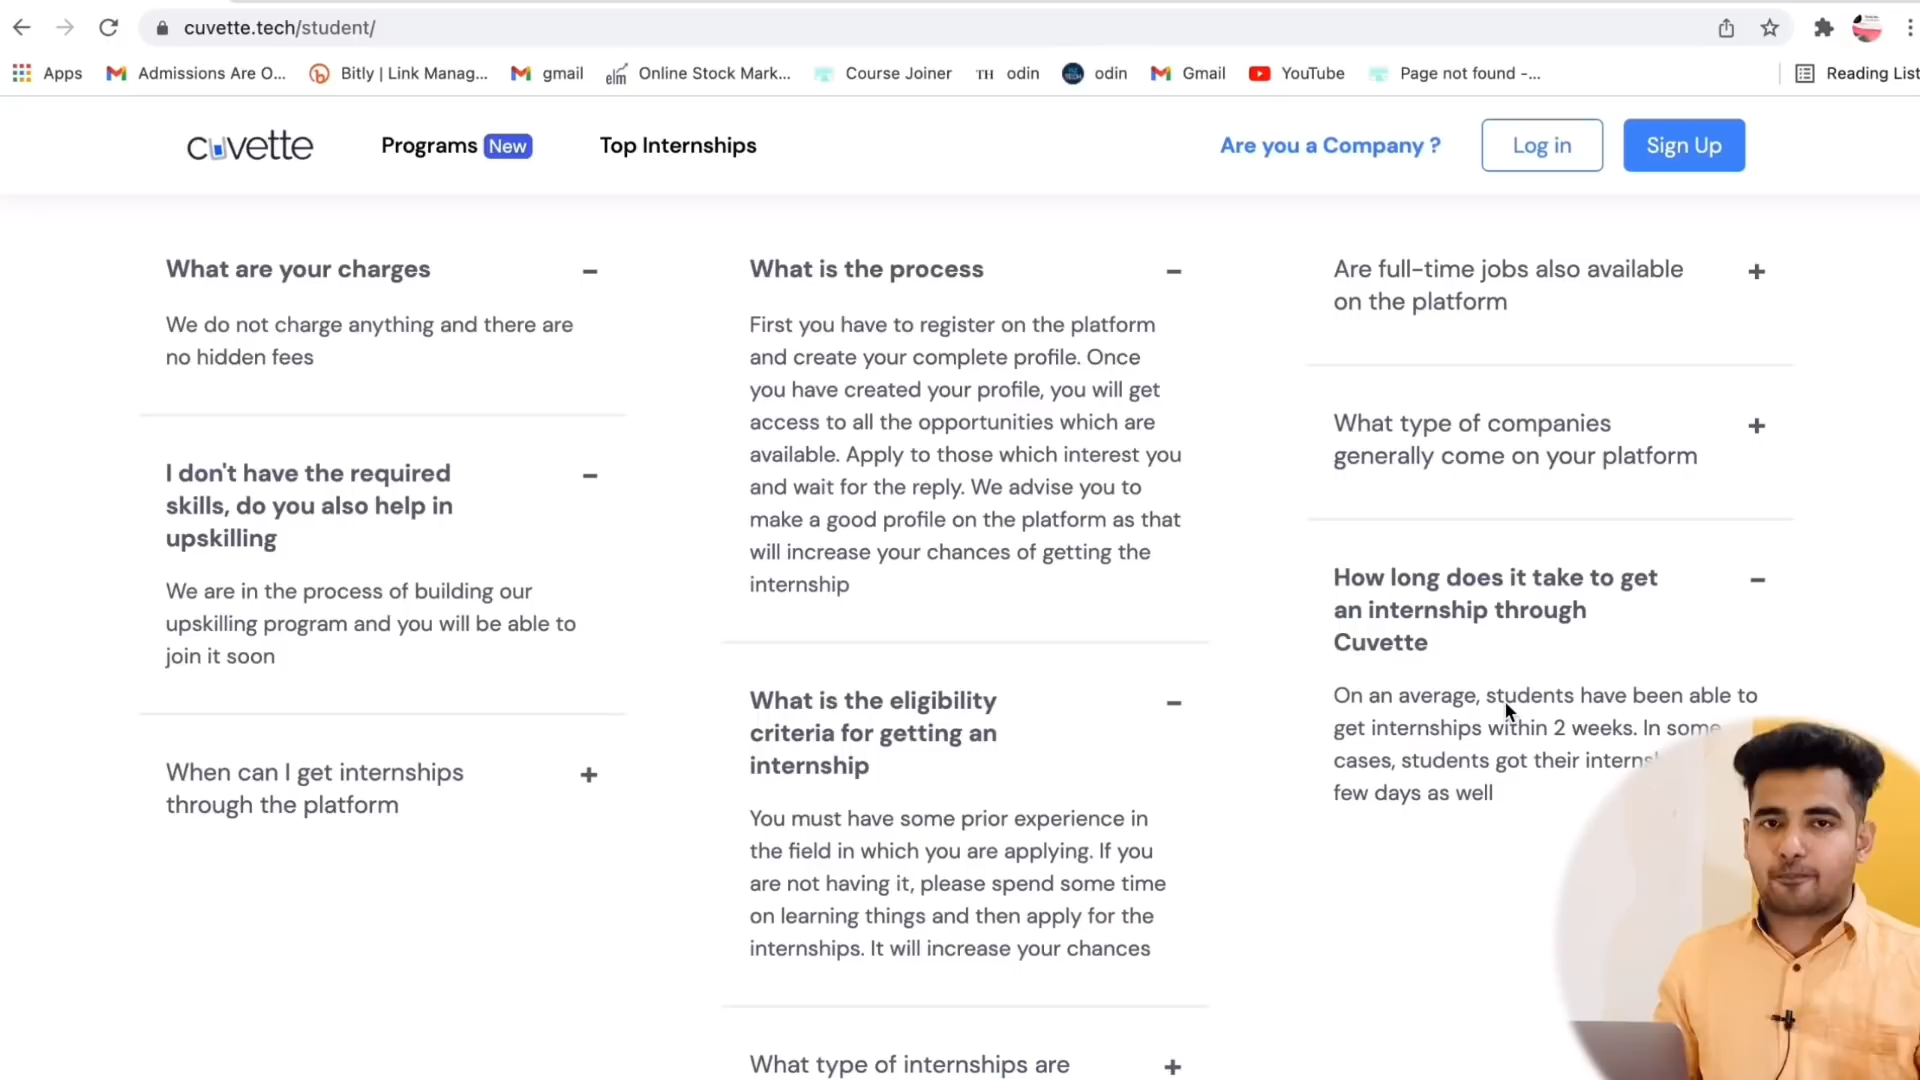 cuvette.tech/student/
Apps
Admissions Are O...
Bitly | Link Manag...
gmail
elm
Online Stock Mark...
Course Joiner
TH
odin
odin
Gmail
YouTube
Page not found -...
Reading List
cuvette
Programs New
Top Internships
Are you a Company ?
Log in
Sign Up
What are your charges
We do not charge anything and there are
no hidden fees
I don't have the required
skills, do you also help in
upskilling
We are in the process of building our
upskilling program and you will be able to
join it soon
When can I get internships
through the platform
What is the process
First you have to register on the platform
and create your complete profile. Once
you have created your profile, you will get
access to all the opportunities which are
available. Apply to those which interest you
and wait for the reply. We advise you to
make a good profile on the platform as that
will increase your chances of getting the
internship
What is the eligibility
criteria for getting an
internship
You must have some prior experience in
the field in which you are applying. If you
are not having it, please spend some time
on learning things and then apply for the
internships. It will increase your chances
What type of internships are
Are full-time jobs also available
on the platform
What type of companies
generally come on your platform
How long does it take to get
an internship through
Cuvette
On an average, students have been able to
get internships within 2 weeks. In some
cases, students got their
few days as well